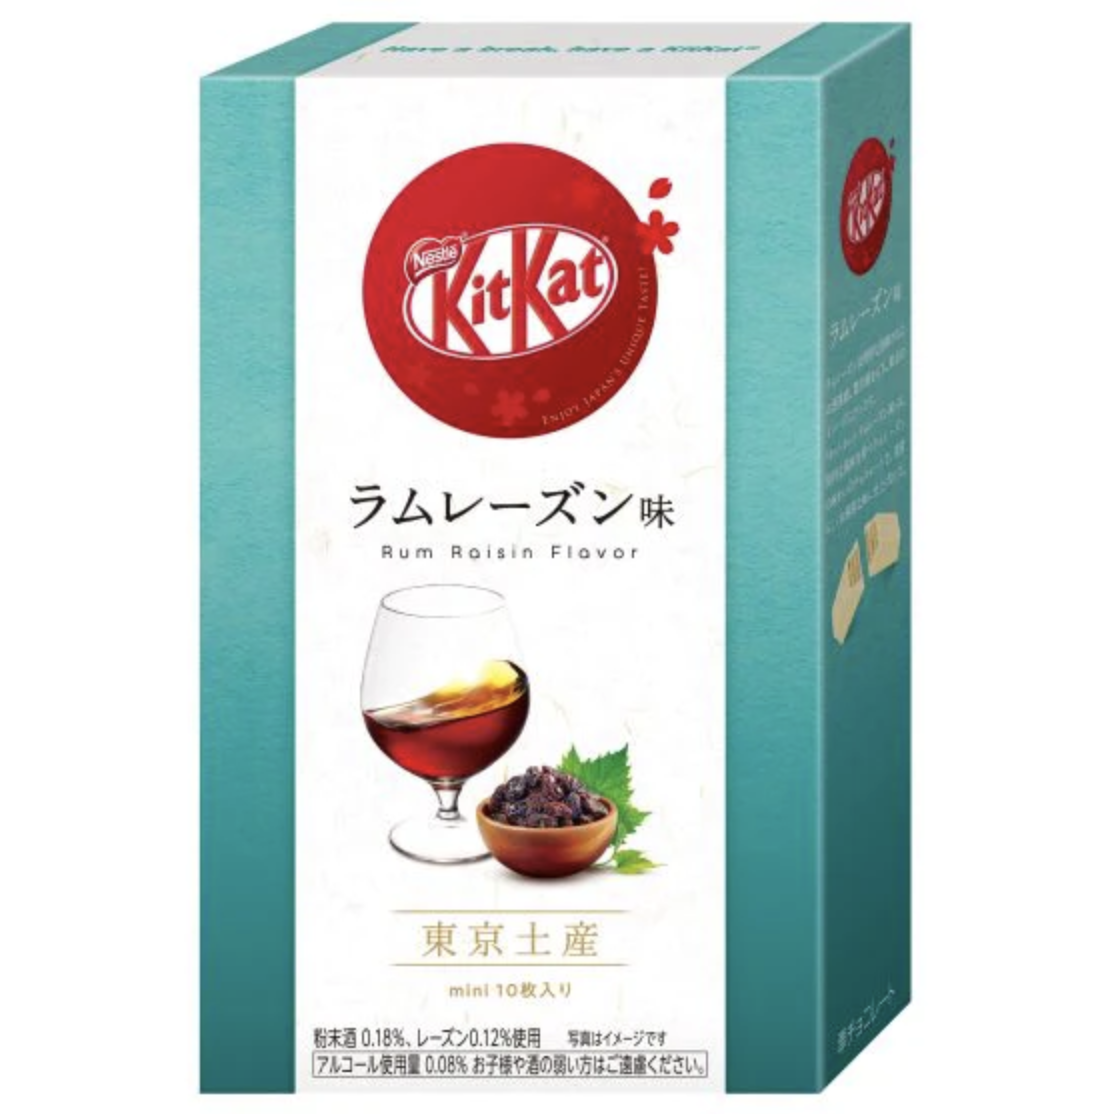 Have a break, have a KitKat®
Nestlé®
KitKat®
ENJOY JAPAN'S UNIQUE TASTE!
ラムレーズン味
Rum Raisin Flavor
東京土産
mini 10枚入り
粉末酒 0.18%、レーズン0.12%使用 写真はイメージです
アルコール使用量 0.08% お子様や酒の弱い方はご遠慮ください。
KitKat
ラムレーズン味
準チョコレート